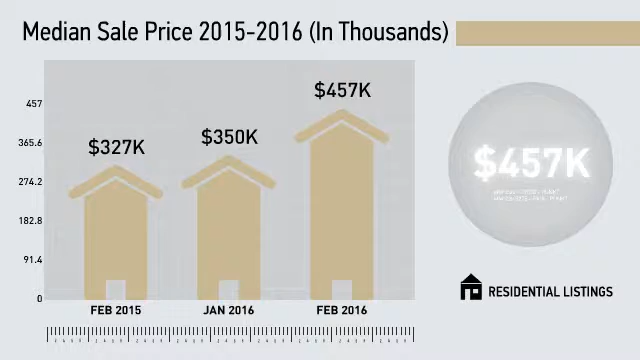 Median Sale Price 2015-2016 (In Thousands)
457
365.6
274.2
182.8
91.4
0
$327K
$350K
$457K
FEB 2015
JAN 2016
FEB 2016
$457K
RESIDENTIAL LISTINGS